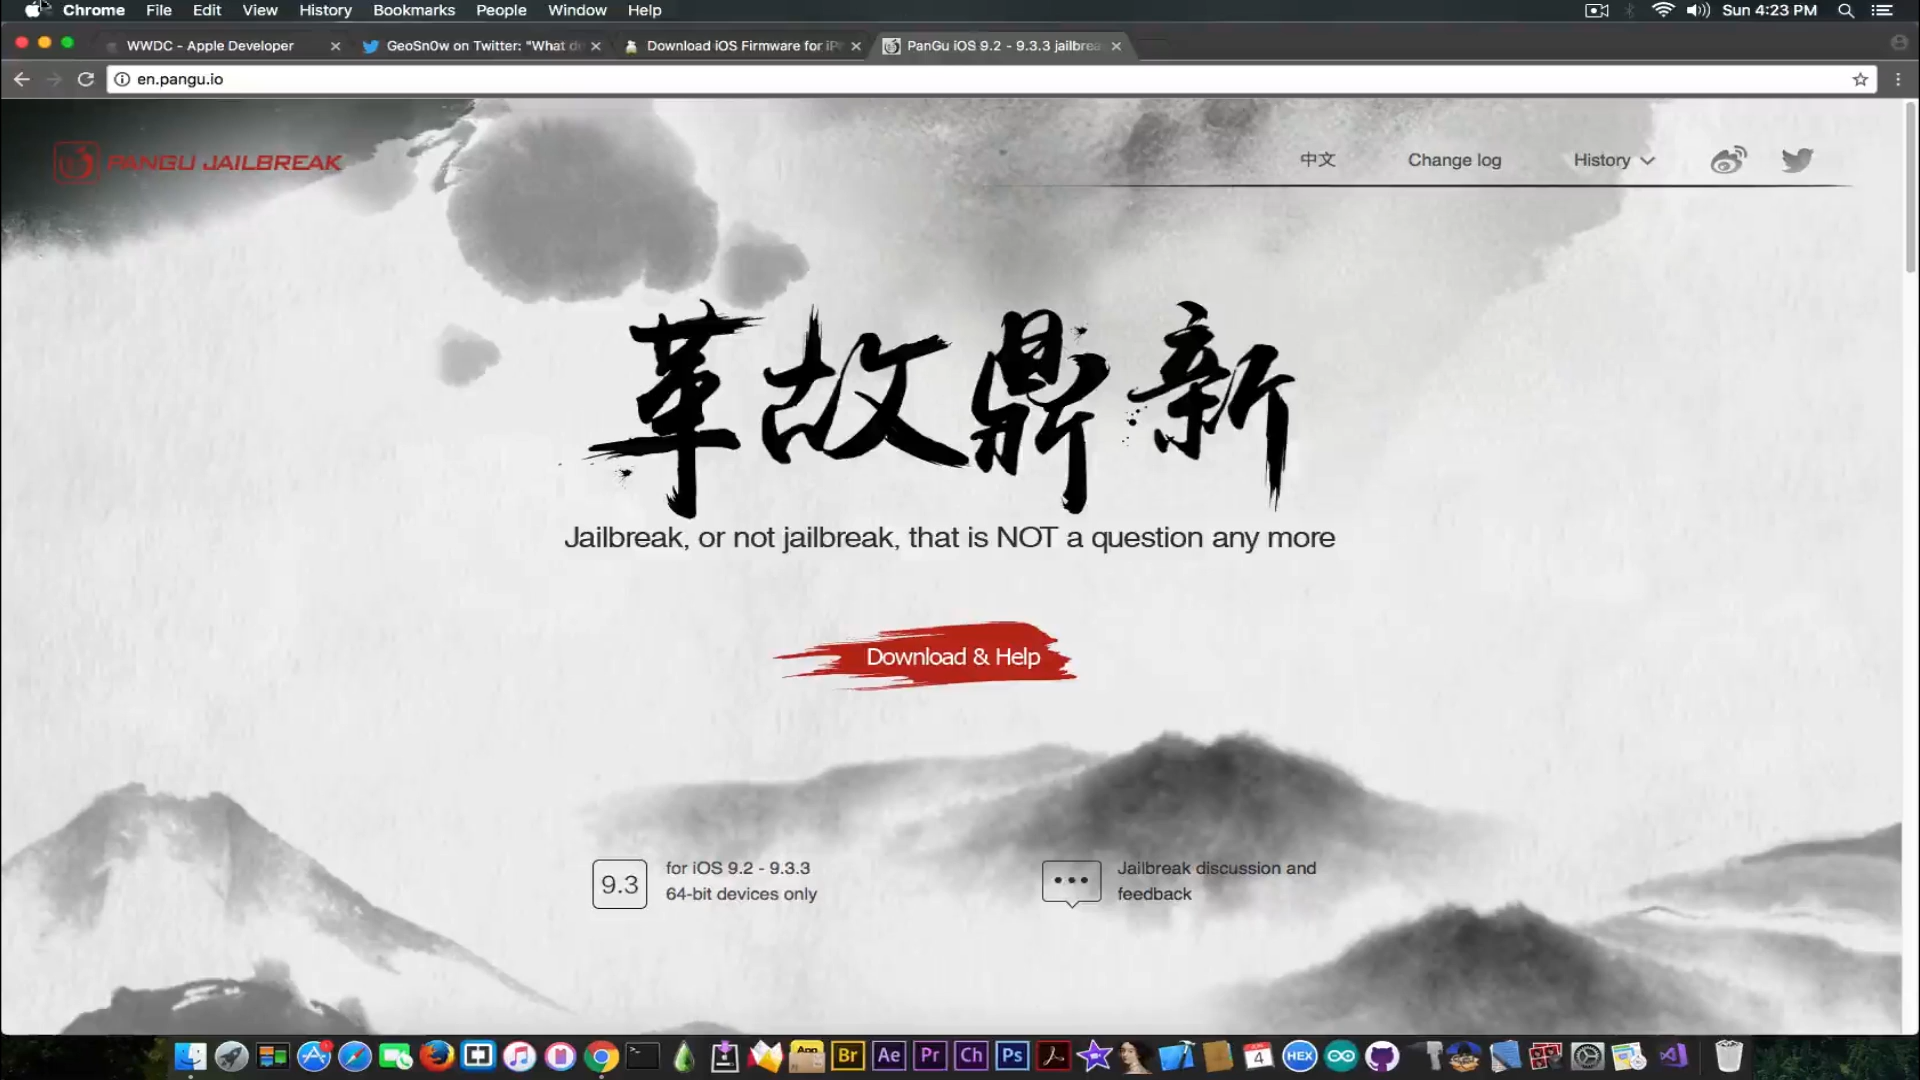 Chrome File Edit View History Bookmarks People Window Help Sun 4:23 PM
WWDC - Apple Developer GeoSn0w on Twitter: "What d Download iOS Firmware for iP PanGu iOS 9.2 - 9.3.3 jailbrea
en.pangu.io
PANGU JAILBREAK
中文 Change log History
革故鼎新
Jailbreak, or not jailbreak, that is NOT a question any more
Download & Help
9.3
for iOS 9.2 - 9.3.3
64-bit devices only
Jailbreak discussion and
feedback
App Br Ae Pr Ch Ps 4 HEX